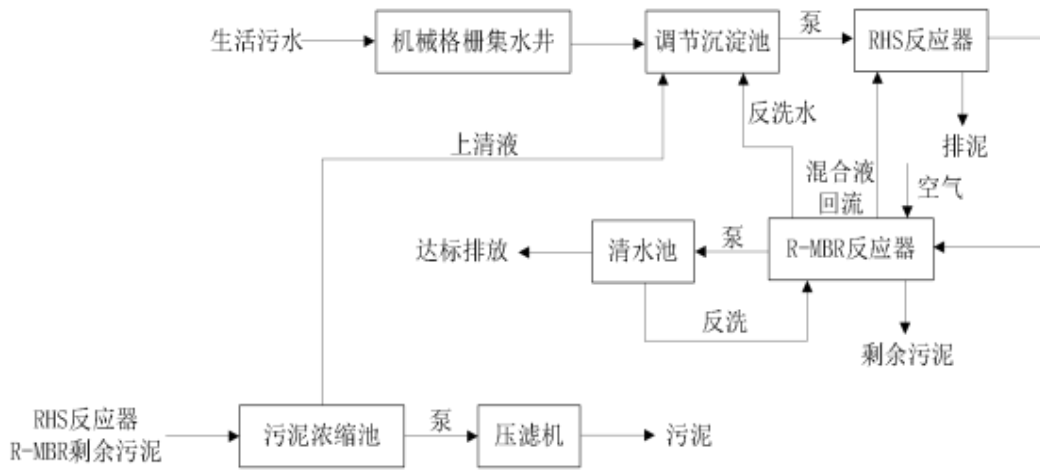 生活污水
机械格栅集水井
调节沉淀池
泵
RHS反应器
反洗水
排泥
上清液
混合液
回流
空气
达标排放
清水池
泵
R-MBR反应器
反洗
剩余污泥
RHS反应器
R-MBR剩余污泥
污泥浓缩池
泵
压滤机
污泥